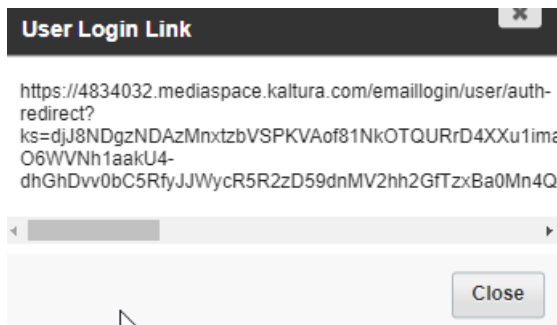 User Login Link
https://4834032.mediaspace.kaltura.com/emaillogin/user/auth-
redirect?
ks=djJ8NDgzNDAzMnxtzbVSPKVAof81NkOTQURrD4XXu1ima
O6WVNh1aakU4-
dhGhDvv0bC5RfyJJWycR5R2zD59dnMV2hh2GfTzxBa0Mn4Q
Close